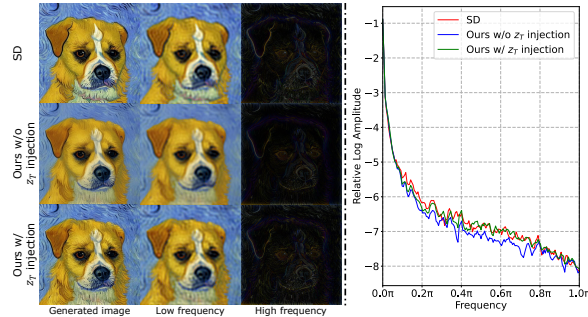 SD
Ours w/o
z_T injection
Ours w/
z_T injection
Generated image
Low frequency
High frequency
SD
Ours w/o z_T injection
Ours w/ z_T injection
Relative Log Amplitude
−1
−2
−3
−4
−5
−6
−7
−8
0.0π
0.2π
0.4π
0.6π
0.8π
1.0π
Frequency